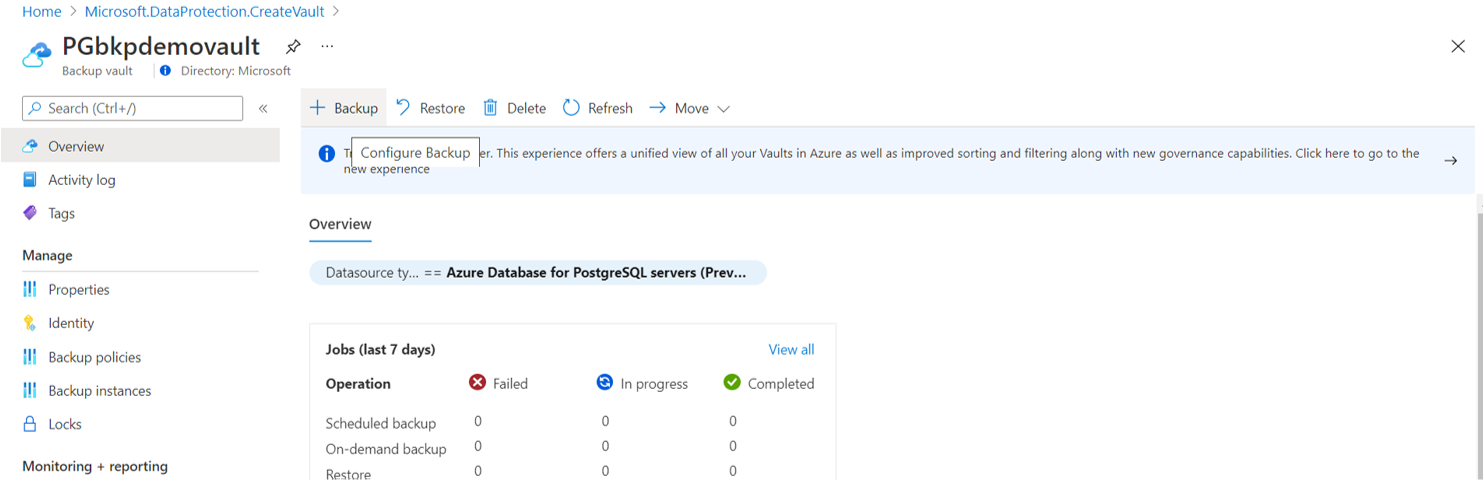 Home > Microsoft.DataProtection.CreateVault >
PGbkpdemovault ...
Backup vault Directory: Microsoft
Search (Ctrl+/) «
Overview
Activity log
Tags
Manage
Properties
Identity
Backup policies
Backup instances
Locks
Monitoring + reporting
+ Backup Restore Delete Refresh Move
Configure Backup
This experience offers a unified view of all your Vaults in Azure as well as improved sorting and filtering along with new governance capabilities. Click here to go to the
new experience
Overview
Datasource ty... == Azure Database for PostgreSQL servers (Prev...
Jobs (last 7 days) View all
Operation Failed In progress Completed
Scheduled backup 0 0 0
On-demand backup 0 0 0
Restore 0 0 0